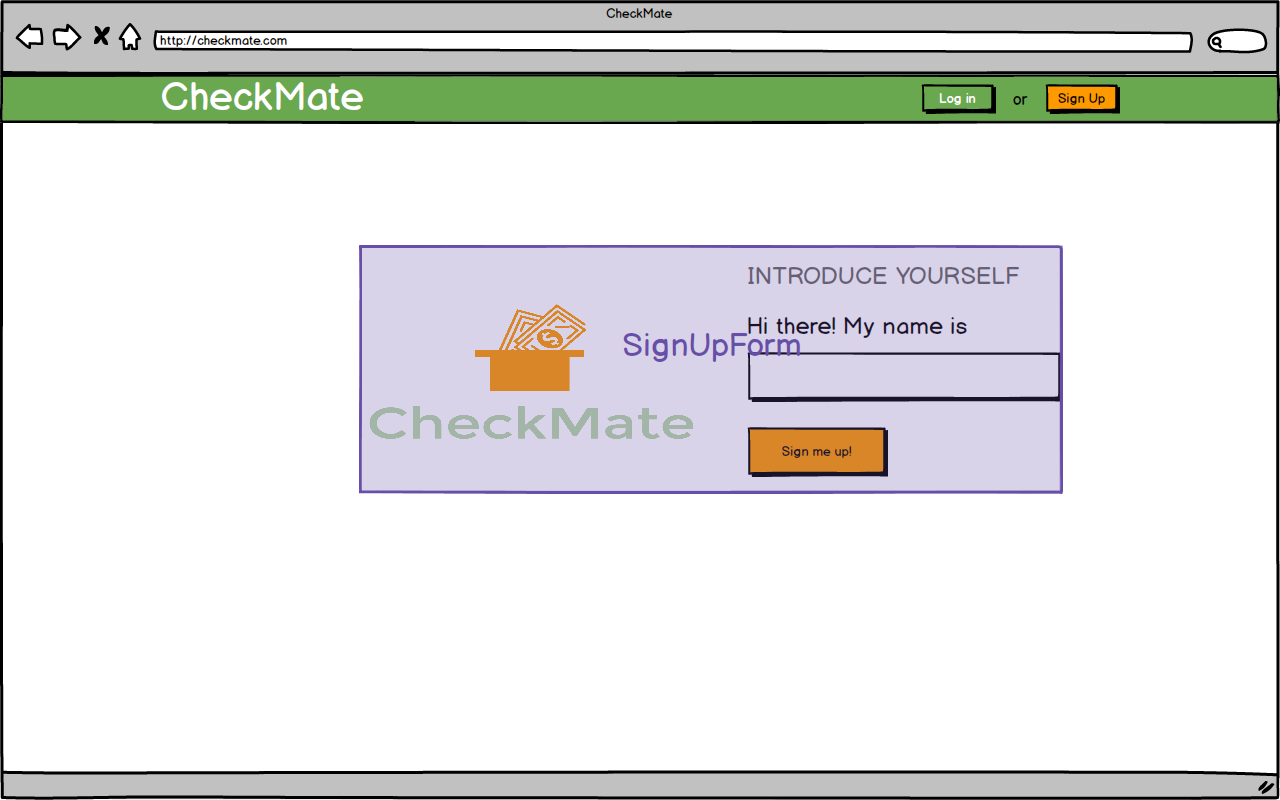 CheckMate
http://checkmate.com
CheckMate
Log in or Sign Up
INTRODUCE YOURSELF
Hi there! My name is
SignUpForm
CheckMate
Sign me up!